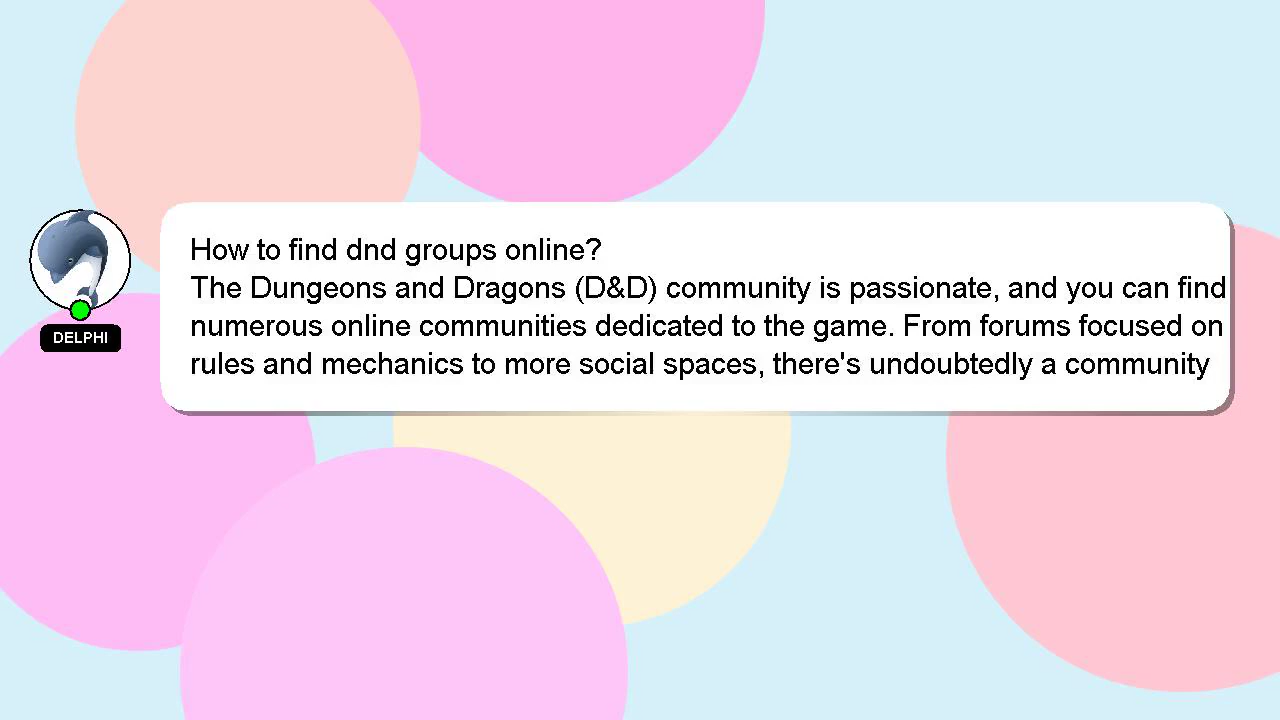 How to find dnd groups online?
The Dungeons and Dragons (D&D) community is passionate, and you can find
numerous online communities dedicated to the game. From forums focused on
rules and mechanics to more social spaces, there's undoubtedly a community
DELPHI